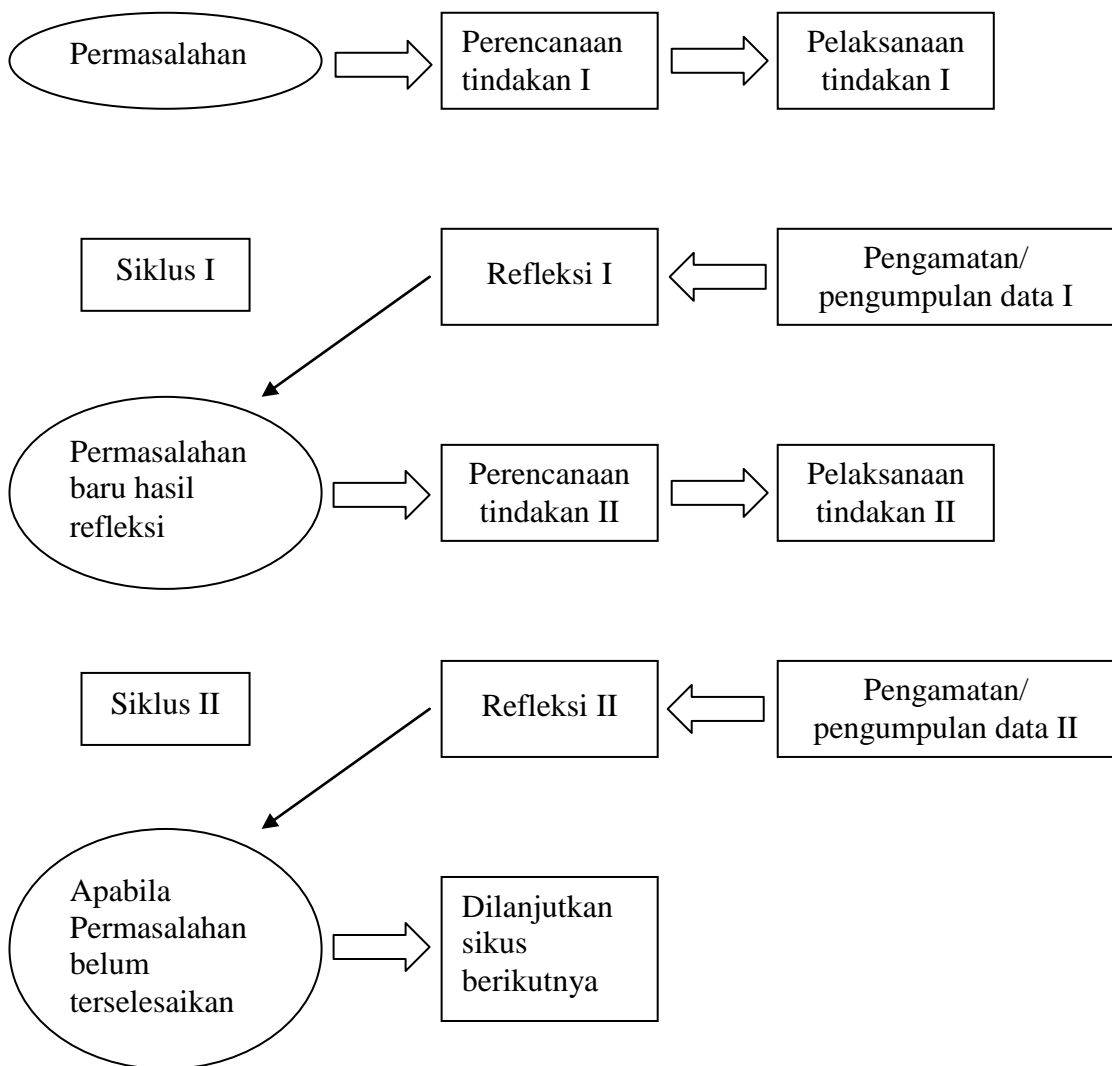 Permasalahan
Perencanaan
tindakan I
Pelaksanaan
tindakan I
Siklus I
Refleksi I
Pengamatan/
pengumpulan data I
Permasalahan
baru hasil
refleksi
Perencanaan
tindakan II
Pelaksanaan
tindakan II
Siklus II
Refleksi II
Pengamatan/
pengumpulan data II
Apabila
Permasalahan
belum
terselesaikan
Dilanjutkan
sikus
berikutnya